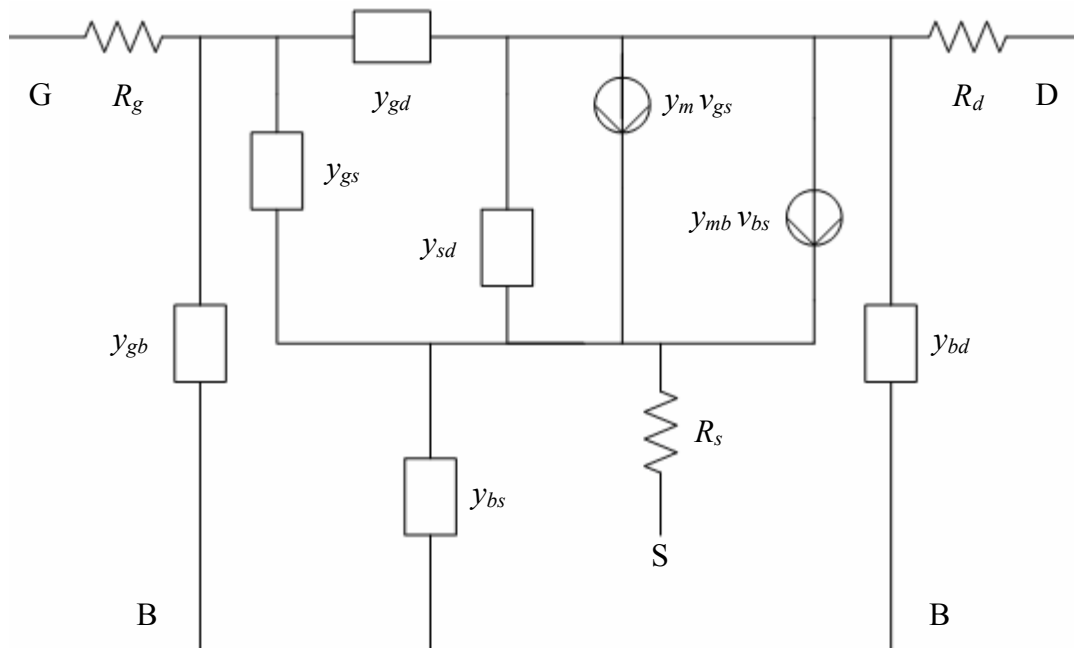 G
R_g
y_gd
y_m v_gs
R_d
D
y_gs
y_sd
y_mb v_bs
y_gb
y_bd
R_s
y_bs
S
B
B